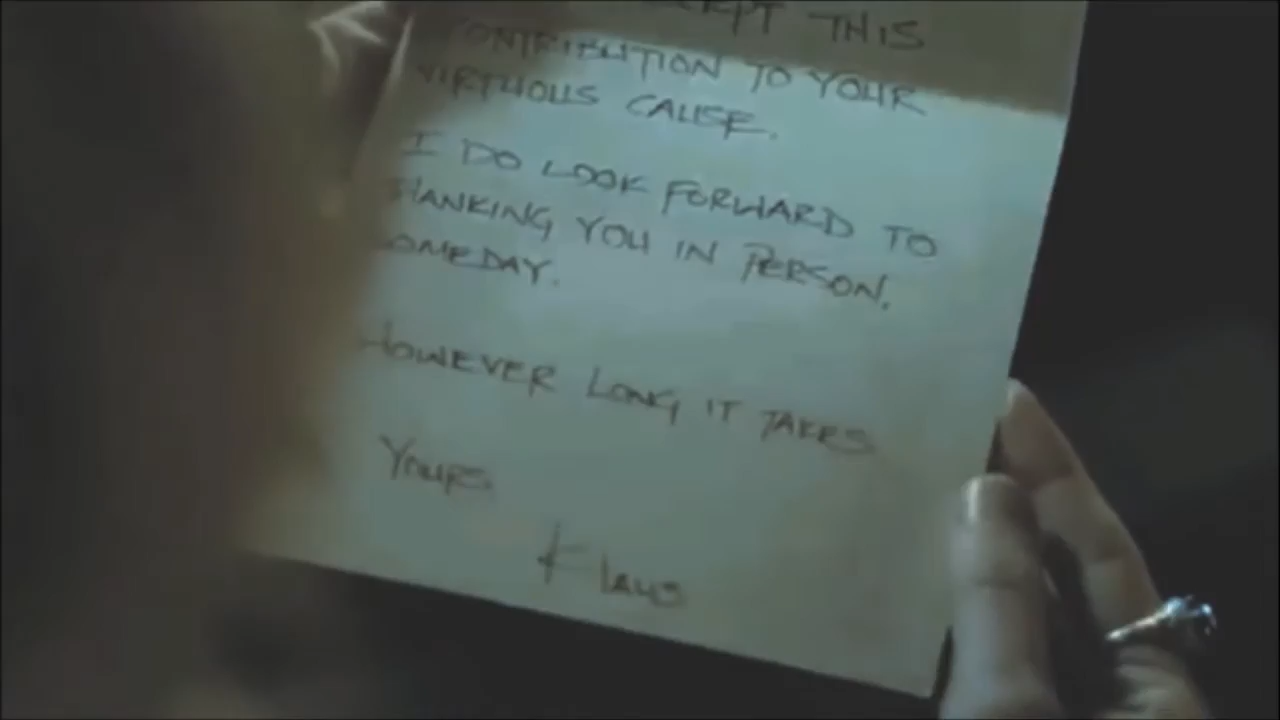 THIS
CONTRIBUTION TO YOUR
VIRTUOUS CAUSE.
I DO LOOK FORWARD TO
THANKING YOU IN PERSON,
SOMEDAY.
HOWEVER LONG IT TAKES
YOURS,
Klaus